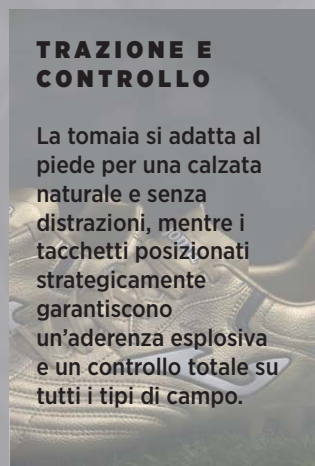 TRAZIONE E
CONTROLLO
La tomaia si adatta al
piede per una calzata
naturale e senza
distrazioni, mentre i
tacchetti posizionati
strategicamente
garantiscono
un'aderenza esplosiva
e un controllo totale su
tutti i tipi di campo.